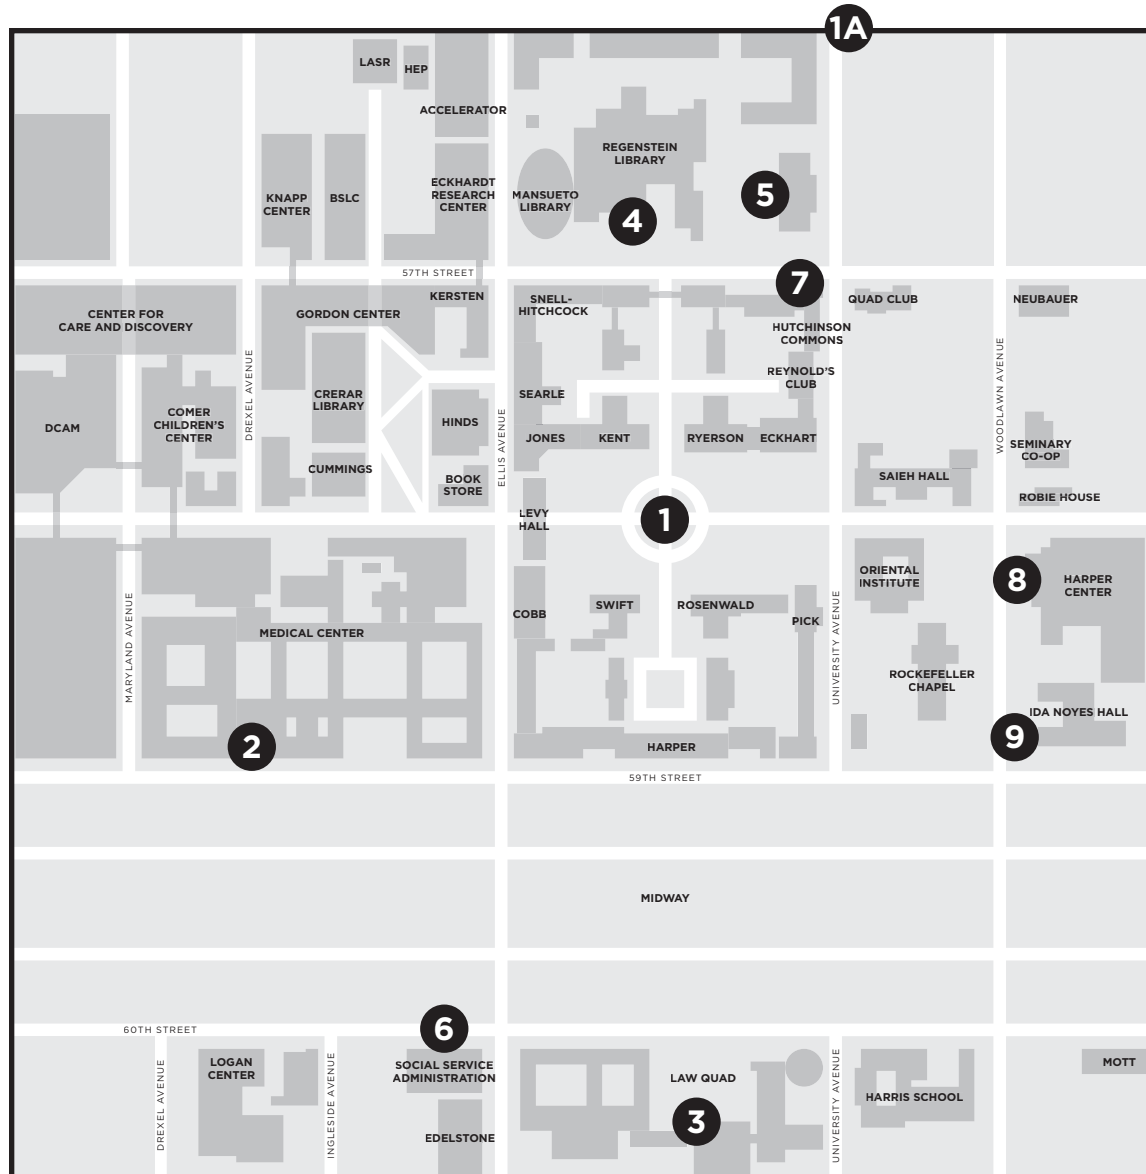 1A
LASR
HEP
ACCELERATOR
REGENSTEIN
LIBRARY
KNAPP
CENTER
BSLC
ECKHARDT
RESEARCH
CENTER
MANSUETO
LIBRARY
5
4
57TH STREET
7
KERSTEN
SNELL-
HITCHCOCK
QUAD CLUB
NEUBAUER
CENTER FOR
CARE AND DISCOVERY
GORDON CENTER
HUTCHINSON
COMMONS
REYNOLD'S
CLUB
DREXEL AVENUE
WOODLAWN AVENUE
CRERAR
LIBRARY
SEARLE
DCAM
COMER
CHILDREN'S
CENTER
HINDS
ELLIS AVENUE
JONES
KENT
RYERSON
ECKHART
SEMINARY
CO-OP
CUMMINGS
BOOK
STORE
SAIEH HALL
ROBIE HOUSE
LEVY
HALL
1
ORIENTAL
INSTITUTE
8
HARPER
CENTER
COBB
SWIFT
ROSENWALD
PICK
MEDICAL CENTER
MARYLAND AVENUE
UNIVERSITY AVENUE
ROCKEFELLER
CHAPEL
IDA NOYES HALL
9
2
HARPER
59TH STREET
MIDWAY
60TH STREET
6
LOGAN
CENTER
SOCIAL SERVICE
ADMINISTRATION
LAW QUAD
MOTT
DREXEL AVENUE
INGLESIDE AVENUE
UNIVERSITY AVENUE
HARRIS SCHOOL
3
EDELSTONE